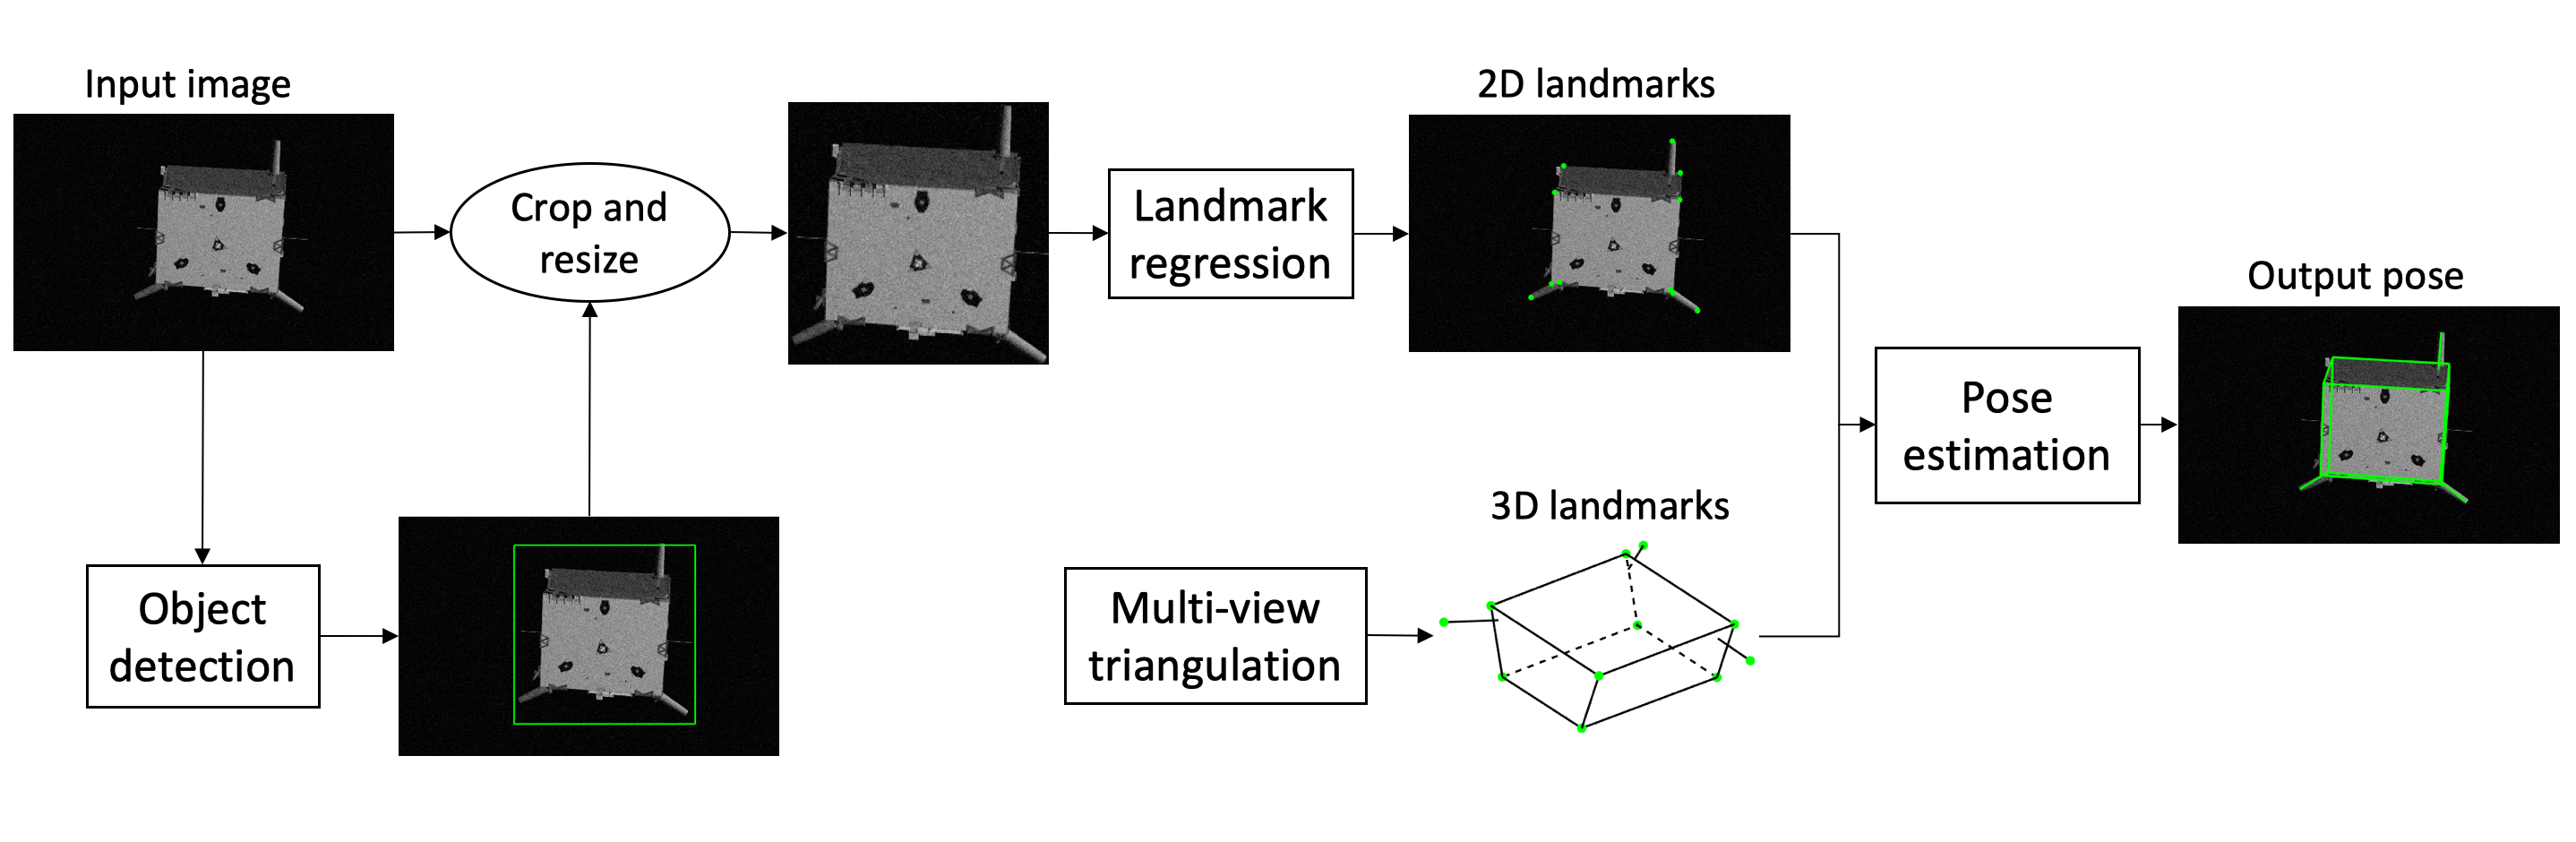 Input image
Crop and
resize
Landmark
regression
2D landmarks
Output pose
Pose
estimation
3D landmarks
Object
detection
Multi-view
triangulation